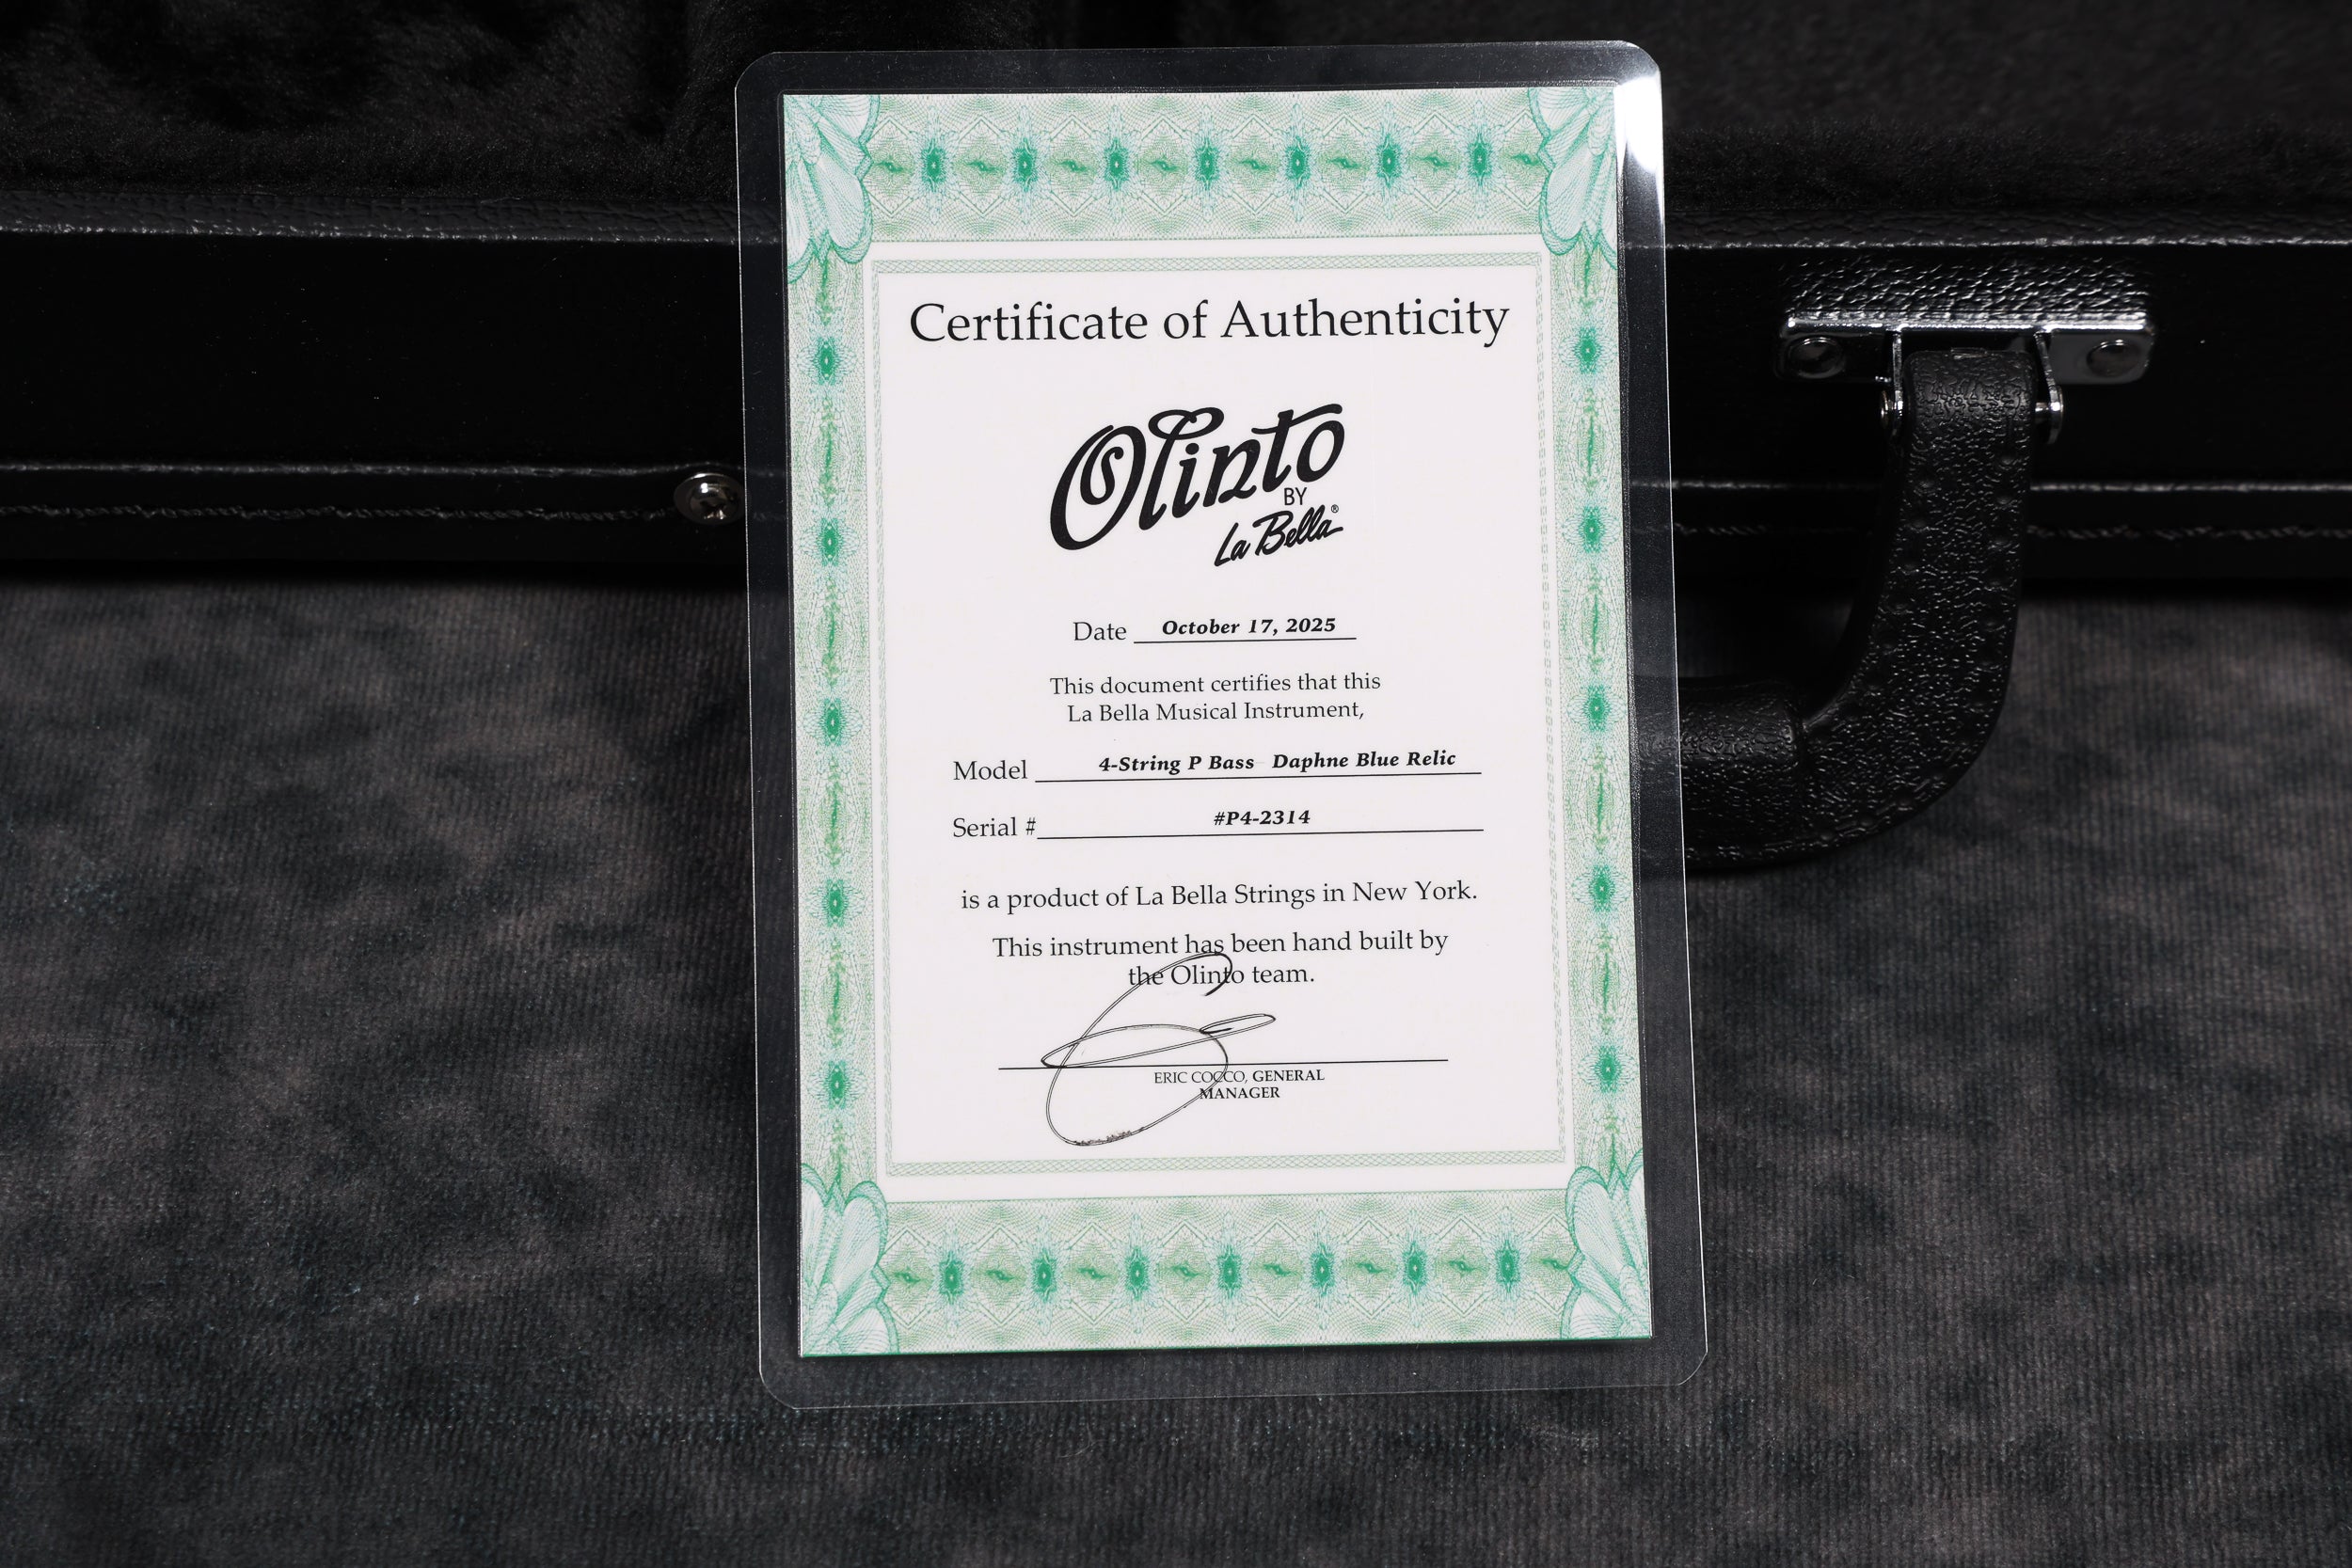 Certificate of Authenticity
Olinto
BY
La Bella®
Date October 17, 2025
This document certifies that this
La Bella Musical Instrument,
Model 4-String P Bass Daphne Blue Relic
Serial # #P4-2314
is a product of La Bella Strings in New York.
This instrument has been hand built by
the Olinto team.
ERIC COCCO, GENERAL
MANAGER